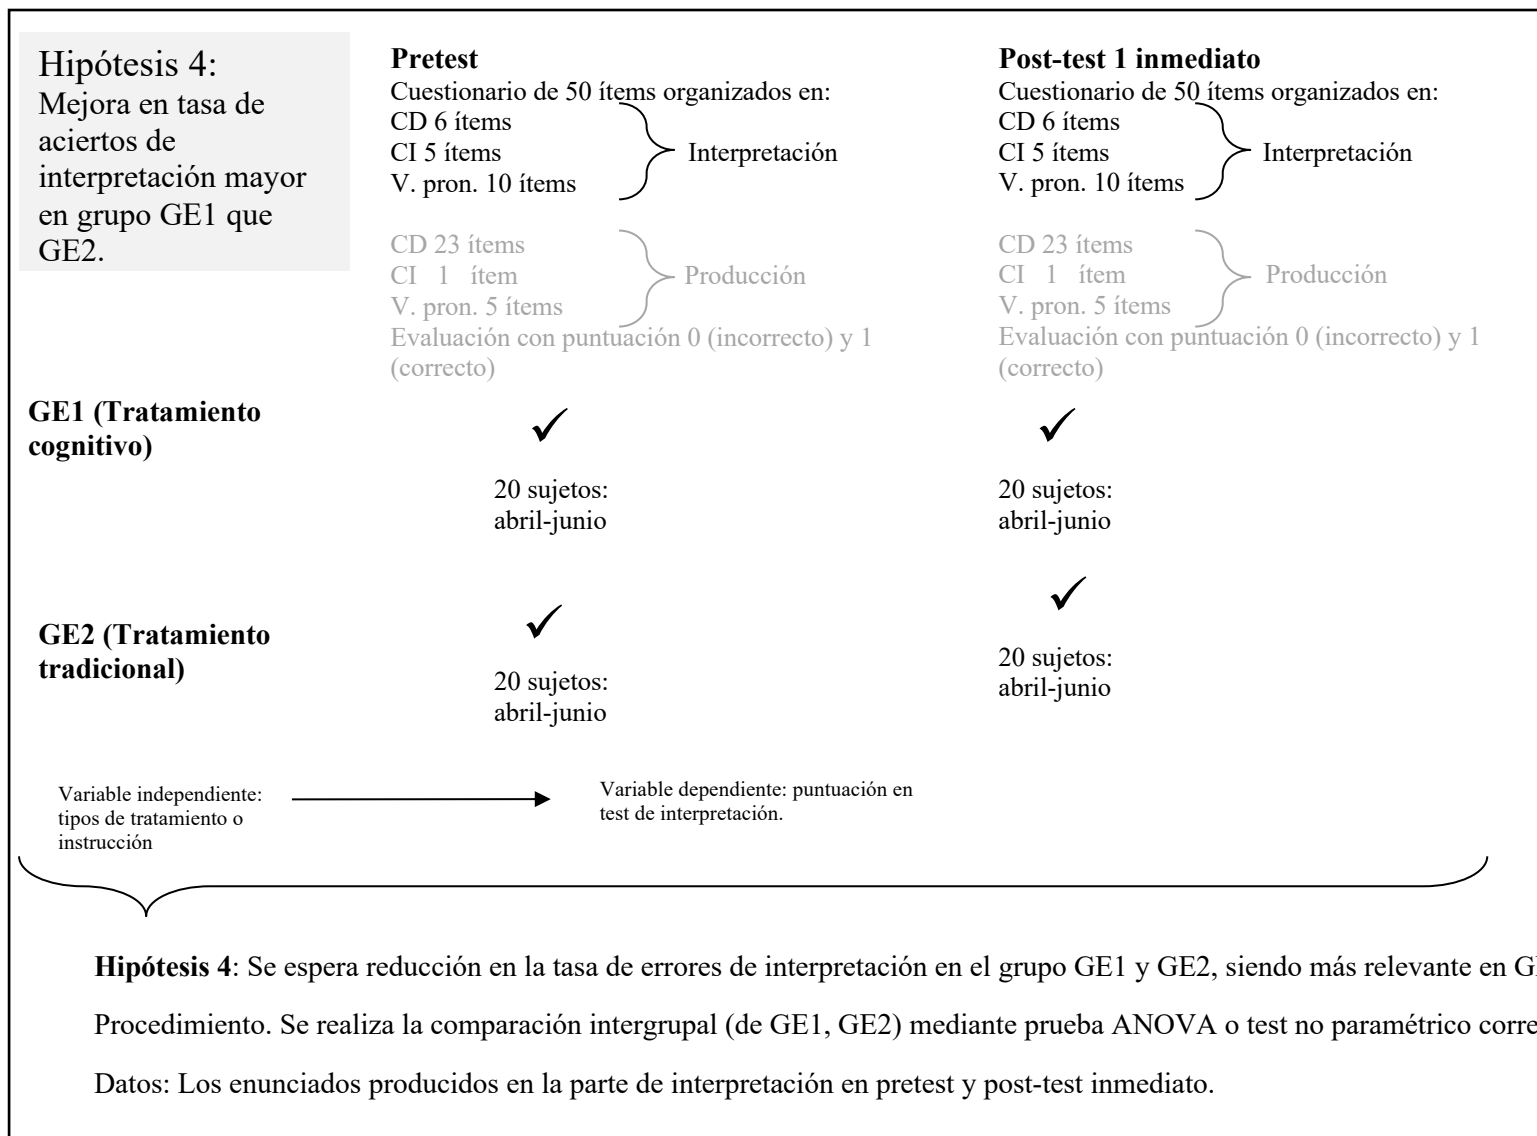 Hipótesis 4:
Mejora en tasa de
aciertos de
interpretación mayor
en grupo GE1 que
GE2.
Pretest
Cuestionario de 50 ítems organizados en:
CD 6 ítems
CI 5 ítems
V. pron. 10 ítems
Interpretación
CD 23 ítems
CI 1 ítem
V. pron. 5 ítems
Producción
Evaluación con puntuación 0 (incorrecto) y 1
(correcto)
Post-test 1 inmediato
Cuestionario de 50 ítems organizados en:
CD 6 ítems
CI 5 ítems
V. pron. 10 ítems
Interpretación
CD 23 ítems
CI 1 ítem
V. pron. 5 ítems
Producción
Evaluación con puntuación 0 (incorrecto) y 1
(correcto)
GE1 (Tratamiento
cognitivo)
✓
20 sujetos:
abril-junio
✓
20 sujetos:
abril-junio
GE2 (Tratamiento
tradicional)
✓
20 sujetos:
abril-junio
✓
20 sujetos:
abril-junio
Variable independiente:
tipos de tratamiento o
instrucción
Variable dependiente: puntuación en
test de interpretación.
Hipótesis 4: Se espera reducción en la tasa de errores de interpretación en el grupo GE1 y GE2, siendo más relevante en
Procedimiento. Se realiza la comparación intergrupal (de GE1, GE2) mediante prueba ANOVA o test no paramétrico
Datos: Los enunciados producidos en la parte de interpretación en pretest y post-test inmediato.